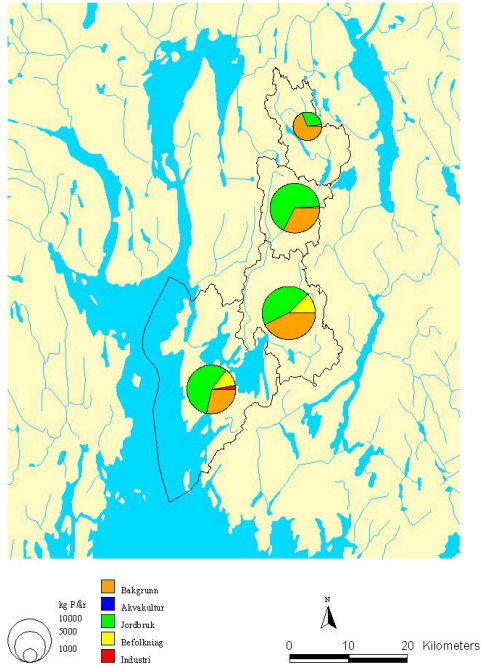 kg P/år
10000
5000
1000
Bakgrunn
Akvakultur
Jordbruk
Befolkning
Industri
N
0 10 20 Kilometers